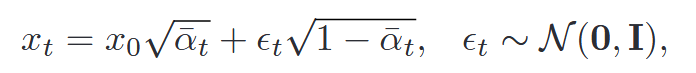 $x_t = x_0\sqrt{\bar{\alpha}_t} + \epsilon_t\sqrt{1 - \bar{\alpha}_t}, \quad \epsilon_t \sim \mathcal{N}(\mathbf{0}, \mathbf{I}),$